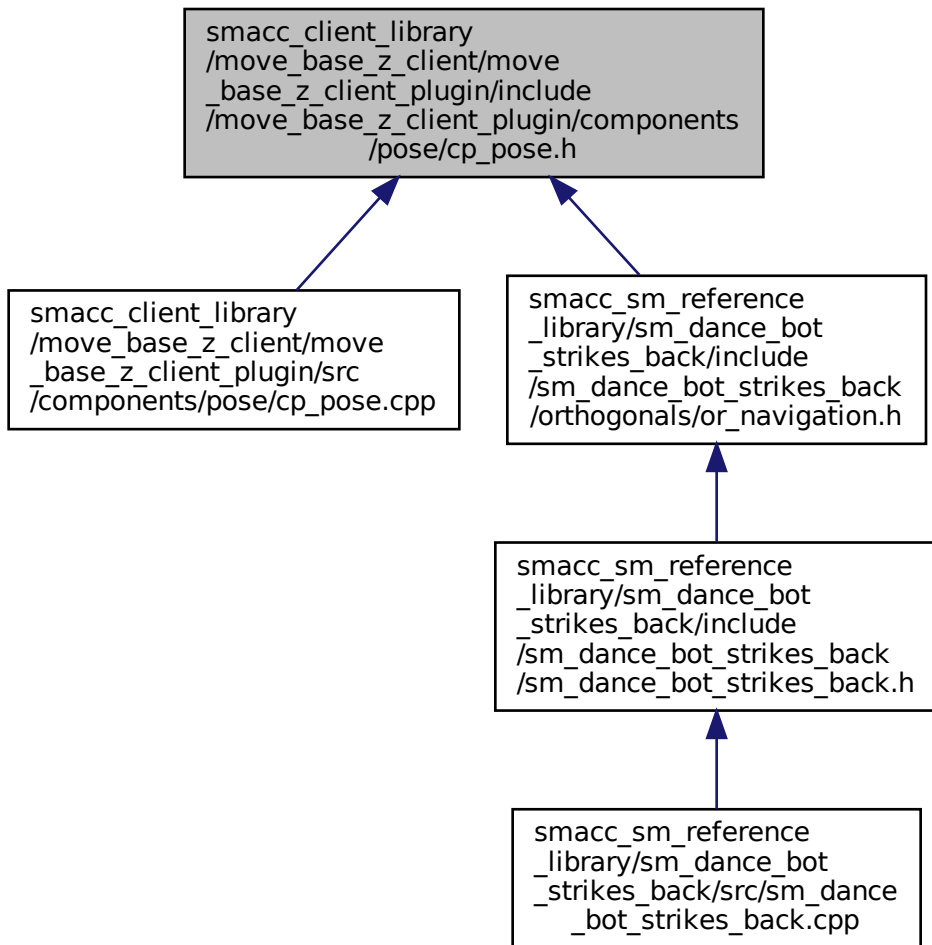 smacc_client_library
/move_base_z_client/move
_base_z_client_plugin/include
/move_base_z_client_plugin/components
/pose/cp_pose.h
smacc_client_library
/move_base_z_client/move
_base_z_client_plugin/src
/components/pose/cp_pose.cpp
smacc_sm_reference
_library/sm_dance_bot
_strikes_back/include
/sm_dance_bot_strikes_back
/orthogonals/or_navigation.h
smacc_sm_reference
_library/sm_dance_bot
_strikes_back/include
/sm_dance_bot_strikes_back
/sm_dance_bot_strikes_back.h
smacc_sm_reference
_library/sm_dance_bot
_strikes_back/src/sm_dance
_bot_strikes_back.cpp